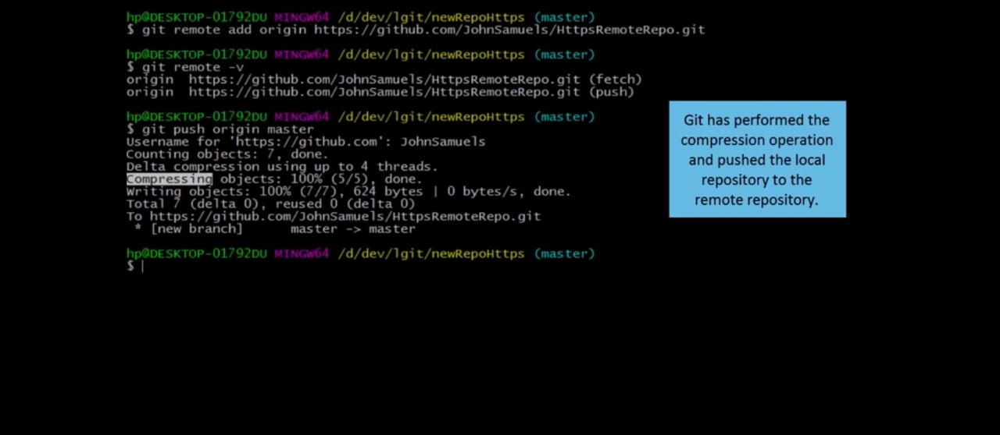 hp@DESKTOP-01792DU MINGW64 /d/dev/lgit/newRepoHttps (master)
$ git remote add origin https://github.com/JohnSamuels/HttpsRemoteRepo.git
hp@DESKTOP-01792DU MINGW64 /d/dev/lgit/newRepoHttps (master)
$ git remote -v
origin  https://github.com/JohnSamuels/HttpsRemoteRepo.git (fetch)
origin  https://github.com/JohnSamuels/HttpsRemoteRepo.git (push)
hp@DESKTOP-01792DU MINGW64 /d/dev/lgit/newRepoHttps (master)
$ git push origin master
Username for 'https://github.com': JohnSamuels
Counting objects: 7, done.
Delta compression using up to 4 threads.
Compressing objects: 100% (5/5), done.
Writing objects: 100% (7/7), 624 bytes | 0 bytes/s, done.
Total 7 (delta 0), reused 0 (delta 0)
To https://github.com/JohnSamuels/HttpsRemoteRepo.git
 * [new branch]      master -> master
hp@DESKTOP-01792DU MINGW64 /d/dev/lgit/newRepoHttps (master)
$
Git has performed the
compression operation
and pushed the local
repository to the
remote repository.